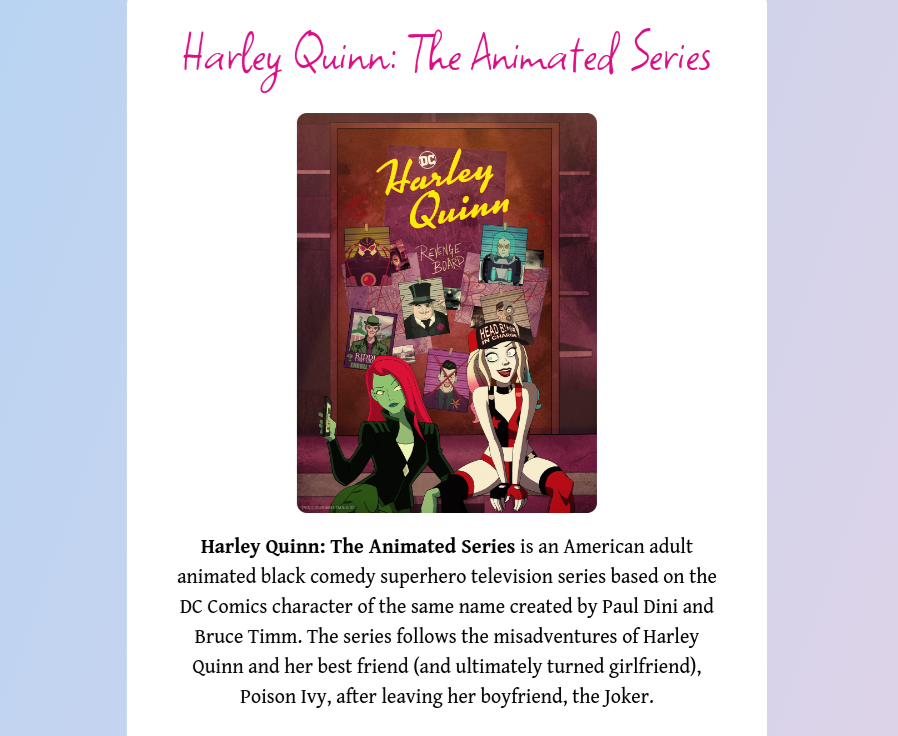 Harley Quinn: The Animated Series
DC
Harley
Quinn
REVENGE
BOARD
HEAD BITCH
IN CHARGE
Harley Quinn: The Animated Series is an American adult
animated black comedy superhero television series based on the
DC Comics character of the same name created by Paul Dini and
Bruce Timm. The series follows the misadventures of Harley
Quinn and her best friend (and ultimately turned girlfriend),
Poison Ivy, after leaving her boyfriend, the Joker.